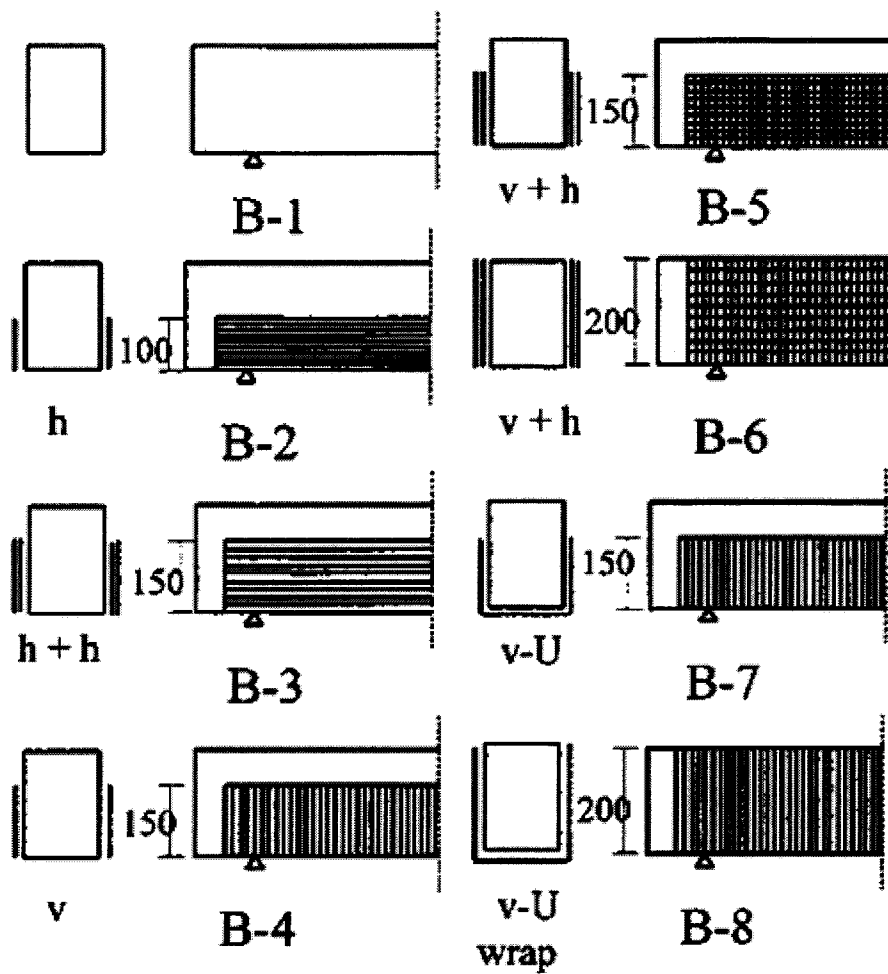 B-1
100
h
B-2
150
h + h
B-3
150
v
B-4
150
v + h
B-5
200
v + h
B-6
150
v-U
B-7
200
v-U
wrap
B-8